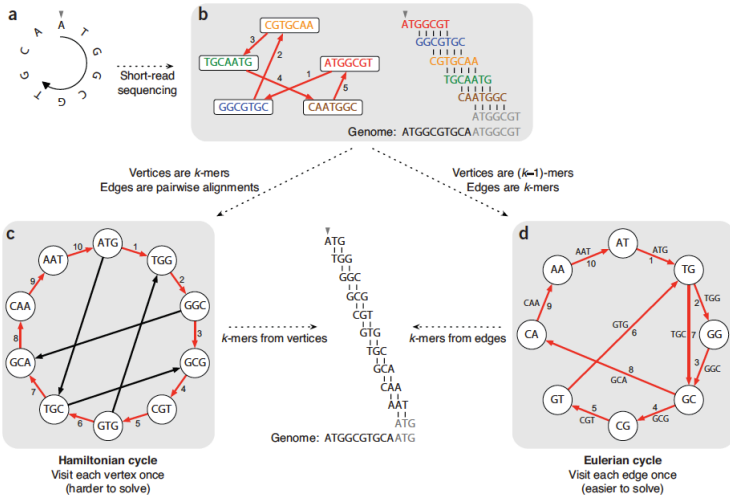 a
A
T
G
G
C
G
T
G
C
A
Short-read
sequencing
b
CGTGCAA
TGCAATG
ATGGCGT
GGCGTGC
CAATGGC
3
2
4
1
5
ATGGCGT
GGCGTGC
CGTGCAA
TGCAATG
CAATGGC
ATGGCGT
Genome: ATGGCGTGCAATGGCGT
Vertices are k-mers
Edges are pairwise alignments
Vertices are (k–1)-mers
Edges are k-mers
c
ATG
TGG
GGC
GCG
CGT
GTG
TGC
GCA
CAA
AAT
1
2
3
4
5
6
7
8
9
10
Hamiltonian cycle
Visit each vertex once
(harder to solve)
k-mers from vertices
ATG
TGG
GGC
GCG
CGT
GTG
TGC
GCA
CAA
AAT
ATG
Genome: ATGGCGTGCAATG
k-mers from edges
d
AT
TG
GG
GC
CG
GT
CA
AA
ATG
1
TGG
2
GGC
3
GCG
4
CGT
5
GTG
6
TGC
7
GCA
8
CAA
9
AAT
10
Eulerian cycle
Visit each edge once
(easier to solve)